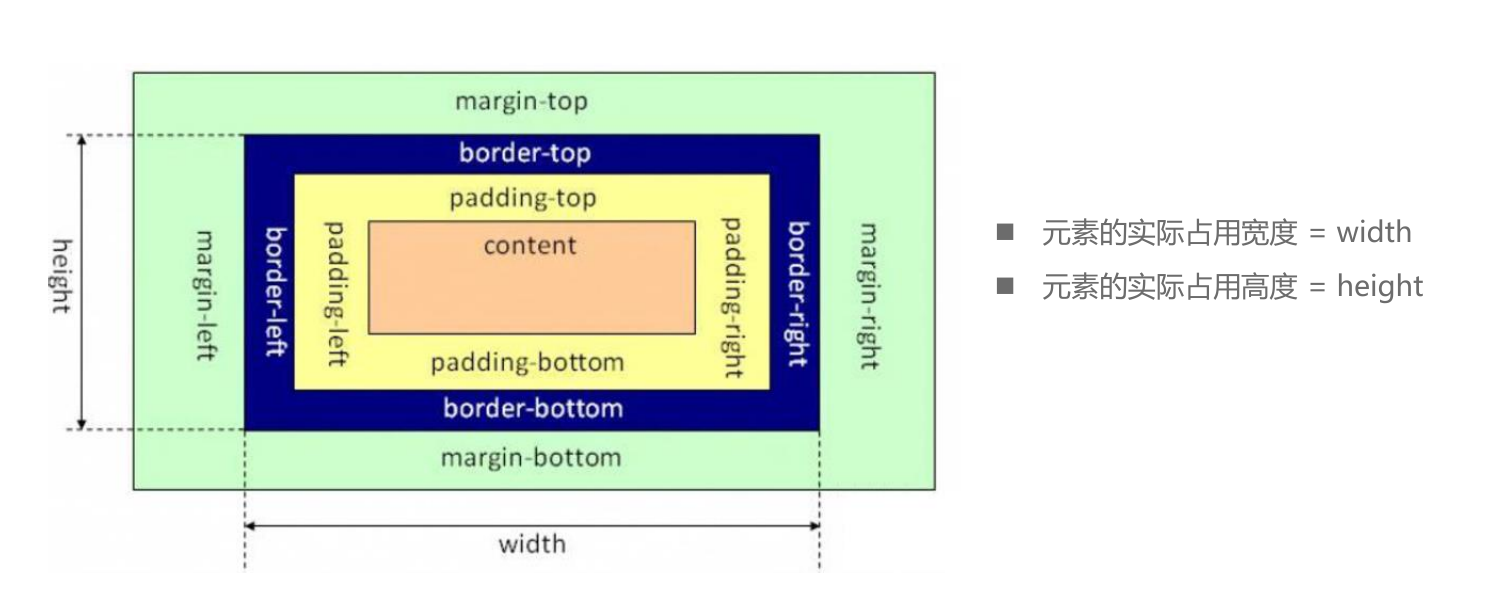 margin-top
border-top
padding-top
content
height
margin-left
border-left
padding-left
padding-right
border-right
margin-right
padding-bottom
border-bottom
margin-bottom
width
■ 元素的实际占用宽度 = width
■ 元素的实际占用高度 = height